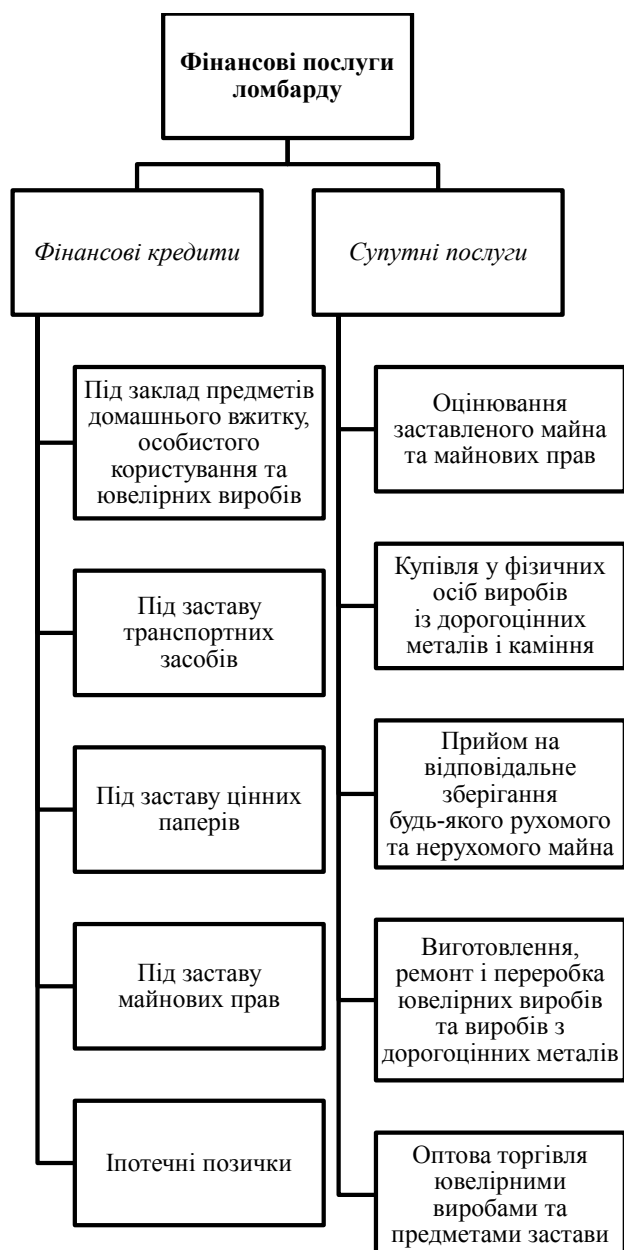 Фінансові послуги
ломбарду
Фінансові кредити
Супутні послуги
Під заклад предметів
домашнього вжитку,
особистого
користування та
ювелірних виробів
Під заставу
транспортних
засобів
Під заставу цінних
паперів
Під заставу
майнових прав
Іпотечні позички
Оцінювання
заставленого майна
та майнових прав
Купівля у фізичних
осіб виробів
із дорогоцінних
металів і каміння
Прийом на
відповідальне
зберігання
будь-якого рухомого
та нерухомого майна
Виготовлення,
ремонт і переробка
ювелірних виробів
та виробів з
дорогоцінних металів
Оптова торгівля
ювелірними
виробами та
предметами застави